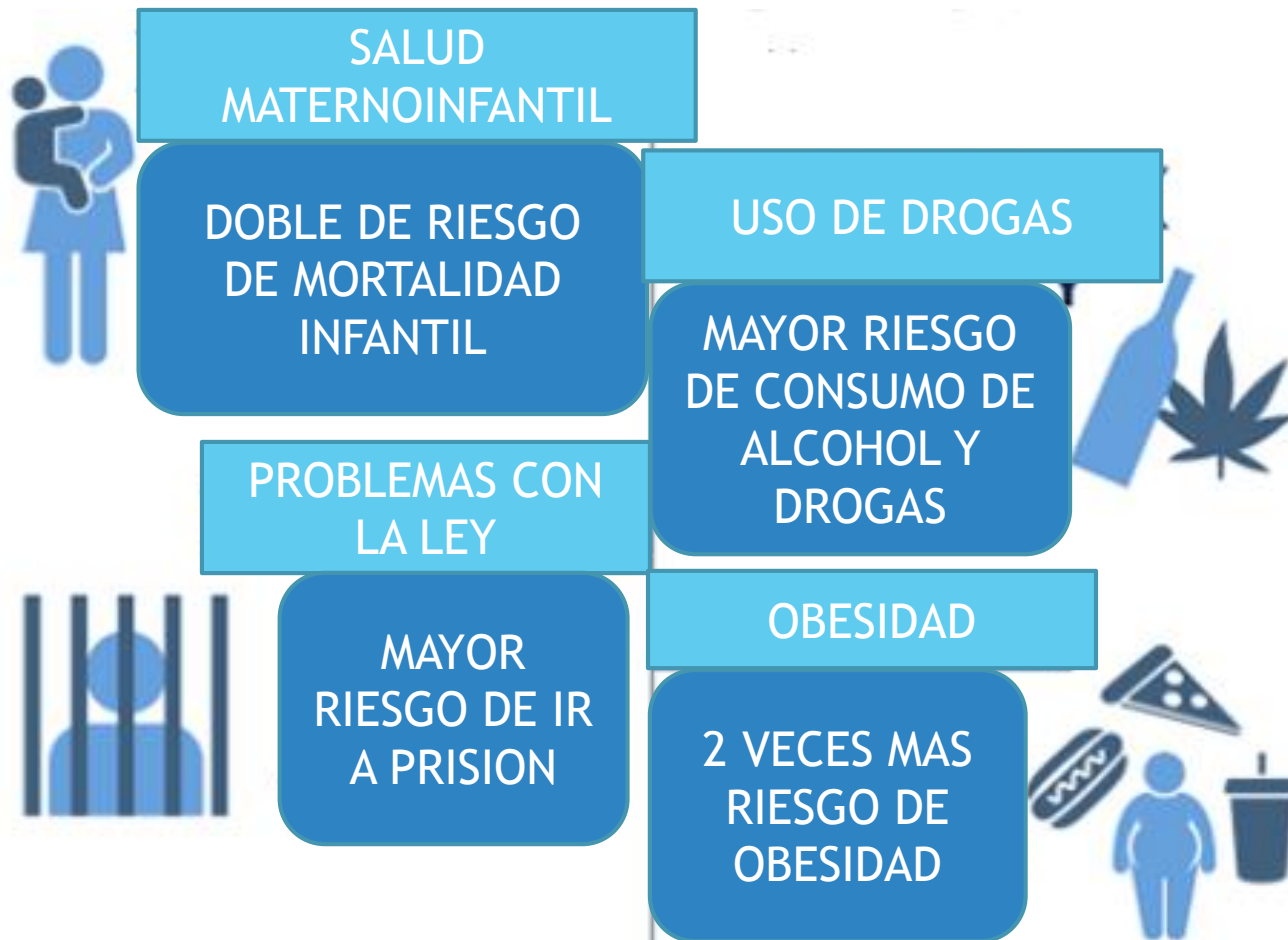 SALUD
MATERNOINFANTIL
DOBLE DE RIESGO
DE MORTALIDAD
INFANTIL
USO DE DROGAS
MAYOR RIESGO
DE CONSUMO DE
ALCOHOL Y
DROGAS
PROBLEMAS CON
LA LEY
MAYOR
RIESGO DE IR
A PRISION
OBESIDAD
2 VECES MAS
RIESGO DE
OBESIDAD